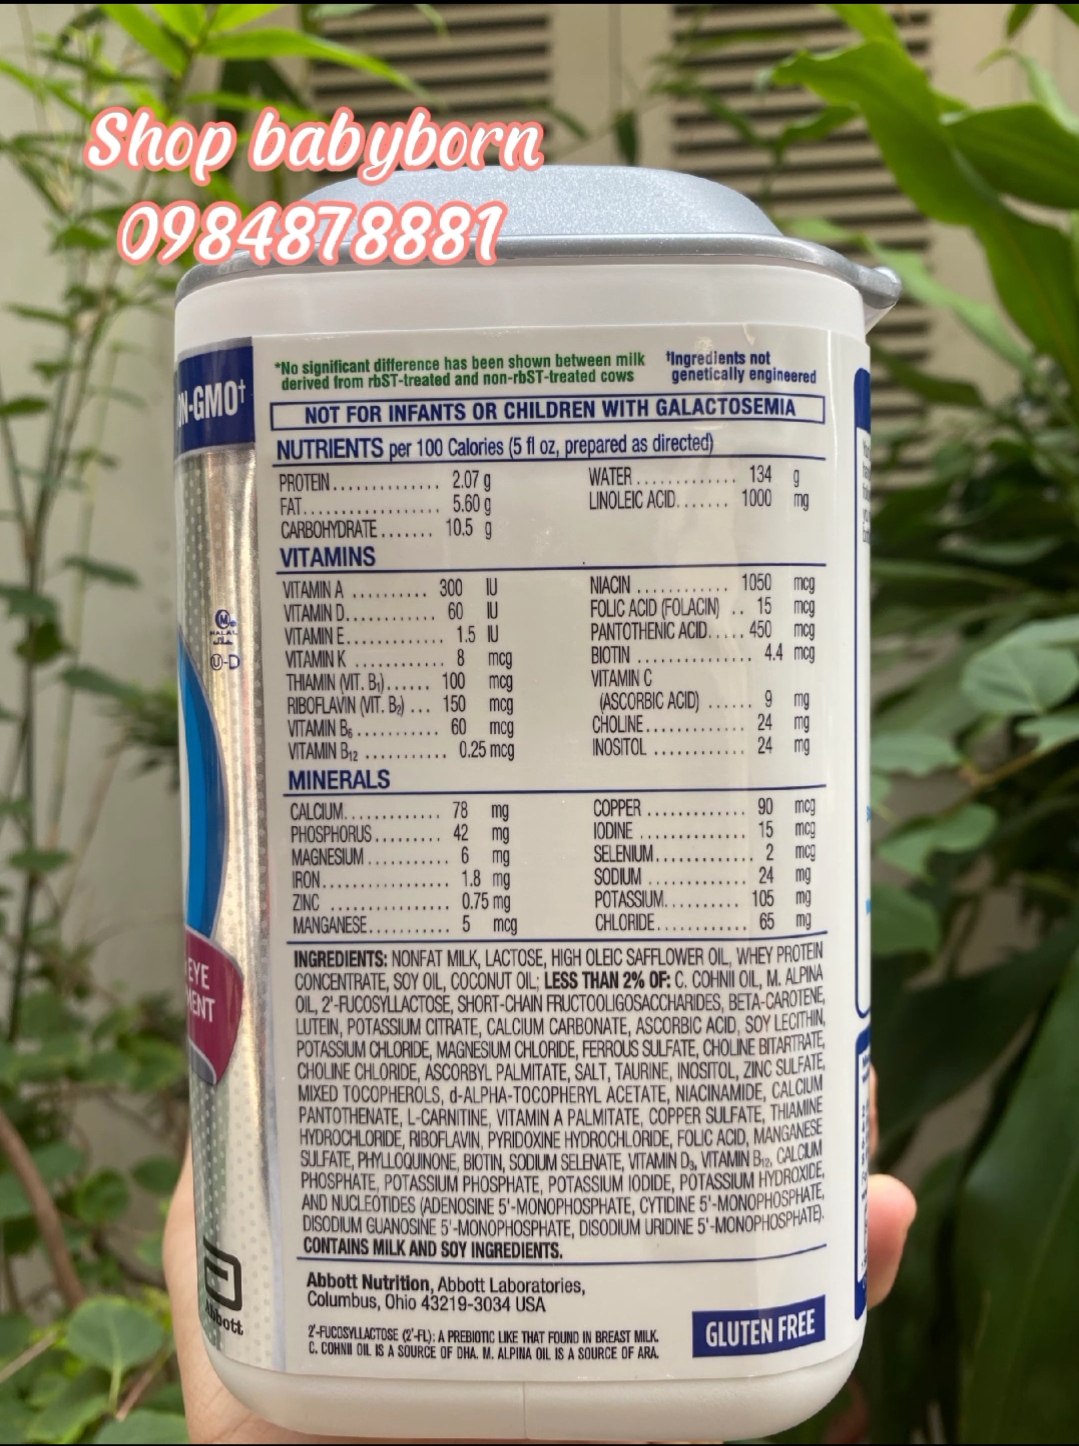 Shop babyborn
0984878881
*No significant difference has been shown between milk
derived from rbST-treated and non-rbST-treated cows
†Ingredients not
genetically engineered
N-GMO†
NOT FOR INFANTS OR CHILDREN WITH GALACTOSEMIA
NUTRIENTS per 100 Calories (5 fl oz, prepared as directed)
PROTEIN ............. 2.07 g
FAT .................. 5.60 g
CARBOHYDRATE ....... 10.5 g
WATER ............. 134 g
LINOLEIC ACID ....... 1000 mg
VITAMINS
VITAMIN A .......... 300 IU
VITAMIN D ............ 60 IU
VITAMIN E ............. 1.5 IU
VITAMIN K ............ 8 mcg
THIAMIN (VIT. B1) ...... 100 mcg
RIBOFLAVIN (VIT. B2) ... 150 mcg
VITAMIN B6 ........... 60 mcg
VITAMIN B12 ........... 0.25 mcg
NIACIN ............ 1050 mcg
FOLIC ACID (FOLACIN) .. 15 mcg
PANTOTHENIC ACID ..... 450 mcg
BIOTIN ............... 4.4 mcg
VITAMIN C
(ASCORBIC ACID) ...... 9 mg
CHOLINE ............. 24 mg
INOSITOL ............ 24 mg
MINERALS
CALCIUM ............. 78 mg
PHOSPHORUS ......... 42 mg
MAGNESIUM ........... 6 mg
IRON ................. 1.8 mg
ZINC ................. 0.75 mg
MANGANESE ........... 5 mcg
COPPER .............. 90 mcg
IODINE .............. 15 mcg
SELENIUM ............. 2 mcg
SODIUM ............. 24 mg
POTASSIUM .......... 105 mg
CHLORIDE ............ 65 mg
HALAL
U-D
EYE
MENT
INGREDIENTS: NONFAT MILK, LACTOSE, HIGH OLEIC SAFFLOWER OIL, WHEY PROTEIN
CONCENTRATE, SOY OIL, COCONUT OIL; LESS THAN 2% OF: C. COHNII OIL, M. ALPINA
OIL, 2'-FUCOSYLLACTOSE, SHORT-CHAIN FRUCTOOLIGOSACCHARIDES, BETA-CAROTENE,
LUTEIN, POTASSIUM CITRATE, CALCIUM CARBONATE, ASCORBIC ACID, SOY LECITHIN,
POTASSIUM CHLORIDE, MAGNESIUM CHLORIDE, FERROUS SULFATE, CHOLINE BITARTRATE,
CHOLINE CHLORIDE, ASCORBYL PALMITATE, SALT, TAURINE, INOSITOL, ZINC SULFATE,
MIXED TOCOPHEROLS, d-ALPHA-TOCOPHERYL ACETATE, NIACINAMIDE, CALCIUM
PANTOTHENATE, L-CARNITINE, VITAMIN A PALMITATE, COPPER SULFATE, THIAMINE
HYDROCHLORIDE, RIBOFLAVIN, PYRIDOXINE HYDROCHLORIDE, FOLIC ACID, MANGANESE
SULFATE, PHYLLOQUINONE, BIOTIN, SODIUM SELENATE, VITAMIN D3, VITAMIN B12, CALCIUM
PHOSPHATE, POTASSIUM PHOSPHATE, POTASSIUM IODIDE, POTASSIUM HYDROXIDE,
AND NUCLEOTIDES (ADENOSINE 5'-MONOPHOSPHATE, CYTIDINE 5'-MONOPHOSPHATE,
DISODIUM GUANOSINE 5'-MONOPHOSPHATE, DISODIUM URIDINE 5'-MONOPHOSPHATE).
CONTAINS MILK AND SOY INGREDIENTS.
Abbott Nutrition, Abbott Laboratories,
Columbus, Ohio 43219-3034 USA
Abbott
2'-FUCOSYLLACTOSE (2'-FL): A PREBIOTIC LIKE THAT FOUND IN BREAST MILK.
C. COHNII OIL IS A SOURCE OF DHA. M. ALPINA OIL IS A SOURCE OF ARA.
GLUTEN FREE